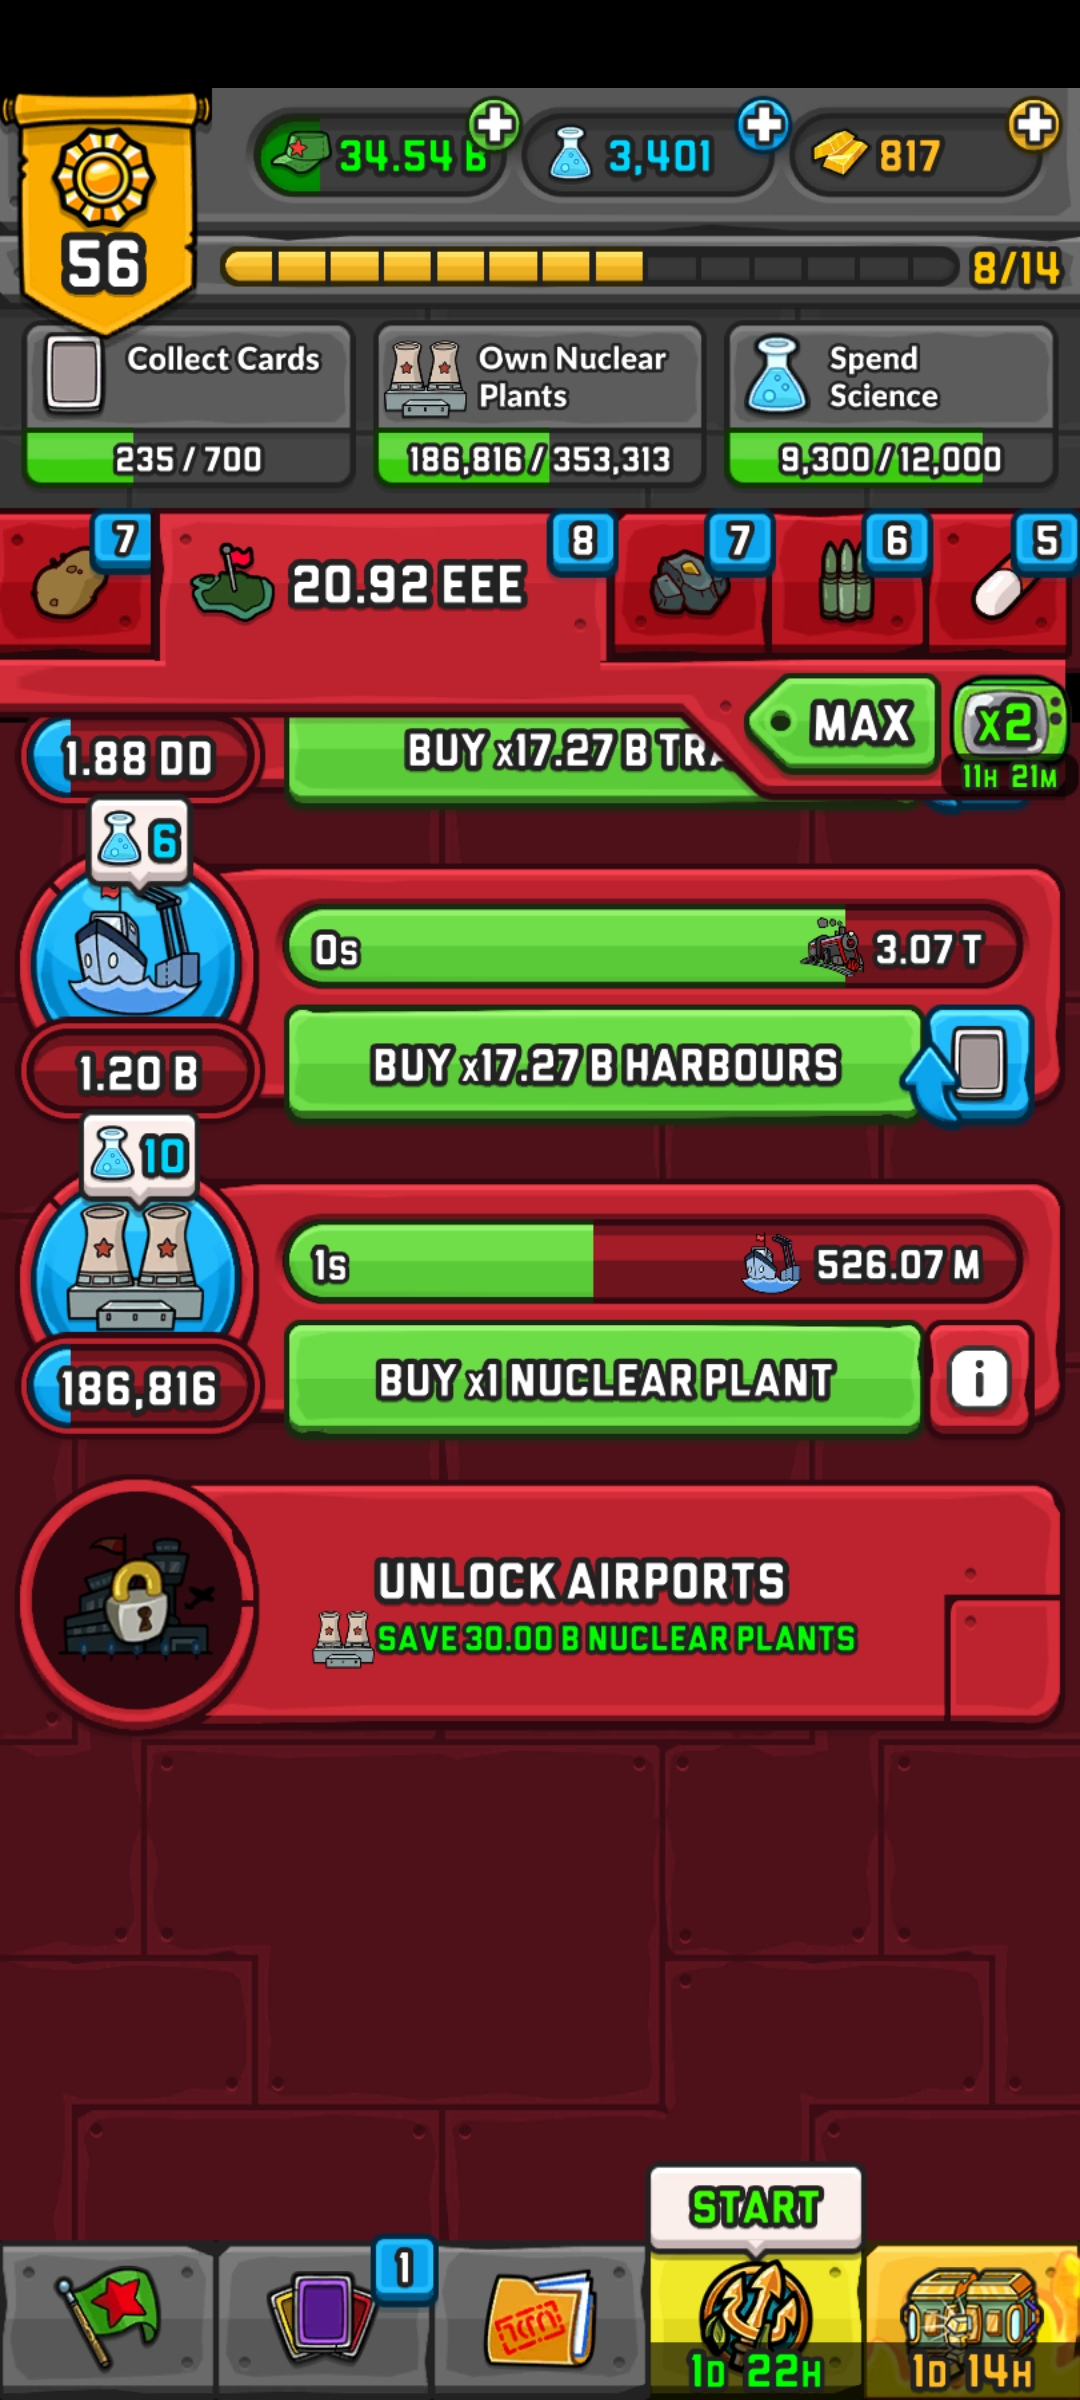 34.54 B
3,401
817
56
8/14
Collect Cards
235 / 700
Own Nuclear
Plants
186,816 / 353,313
Spend
Science
9,300 / 12,000
7
20.92 EEE
8
7
6
5
MAX
x2
11H 21M
1.88 DD
BUY x17.27 B TRA
6
0s
3.07 T
1.20 B
BUY x17.27 B HARBOURS
10
1s
526.07 M
186,816
BUY x1 NUCLEAR PLANT
i
UNLOCK AIRPORTS
SAVE 30.00 B NUCLEAR PLANTS
START
1
1D 22H
1D 14H